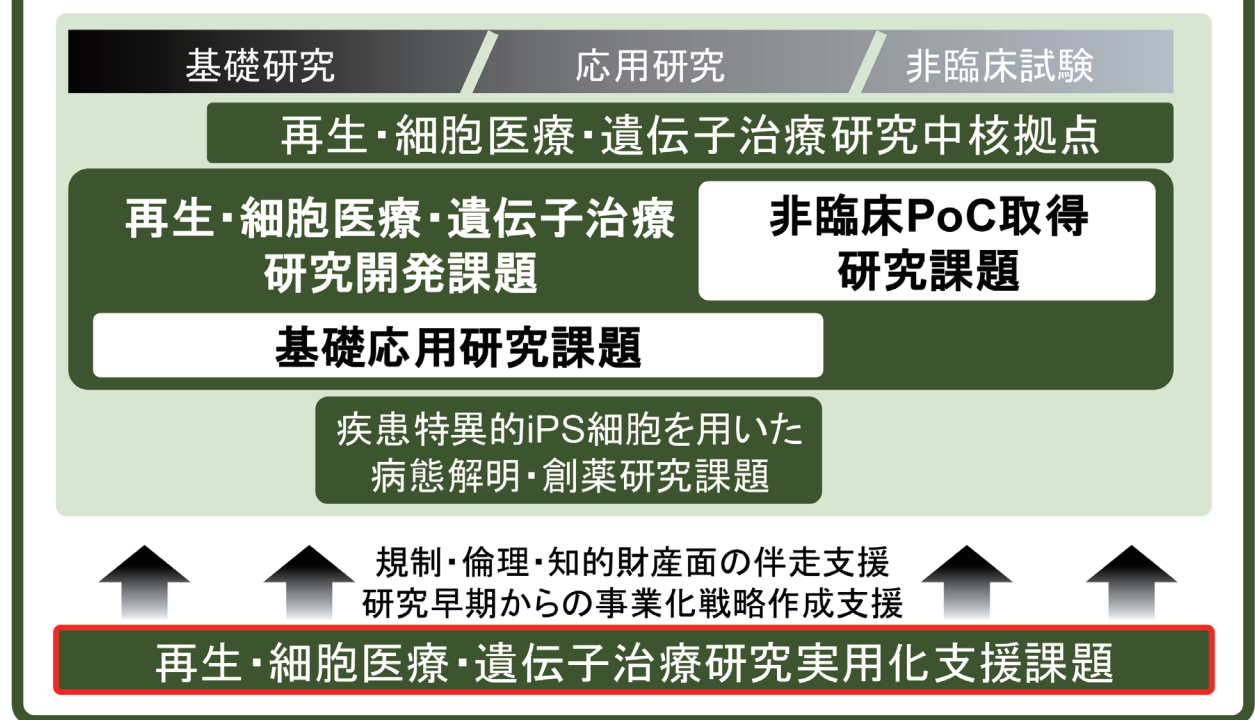 基礎研究
応用研究
非臨床試験
再生・細胞医療・遺伝子治療研究中核拠点
再生・細胞医療・遺伝子治療
研究開発課題
非臨床PoC取得
研究課題
基礎応用研究課題
疾患特異的iPS細胞を用いた
病態解明・創薬研究課題
規制・倫理・知的財産面の伴走支援
研究早期からの事業化戦略作成支援
再生・細胞医療・遺伝子治療研究実用化支援課題